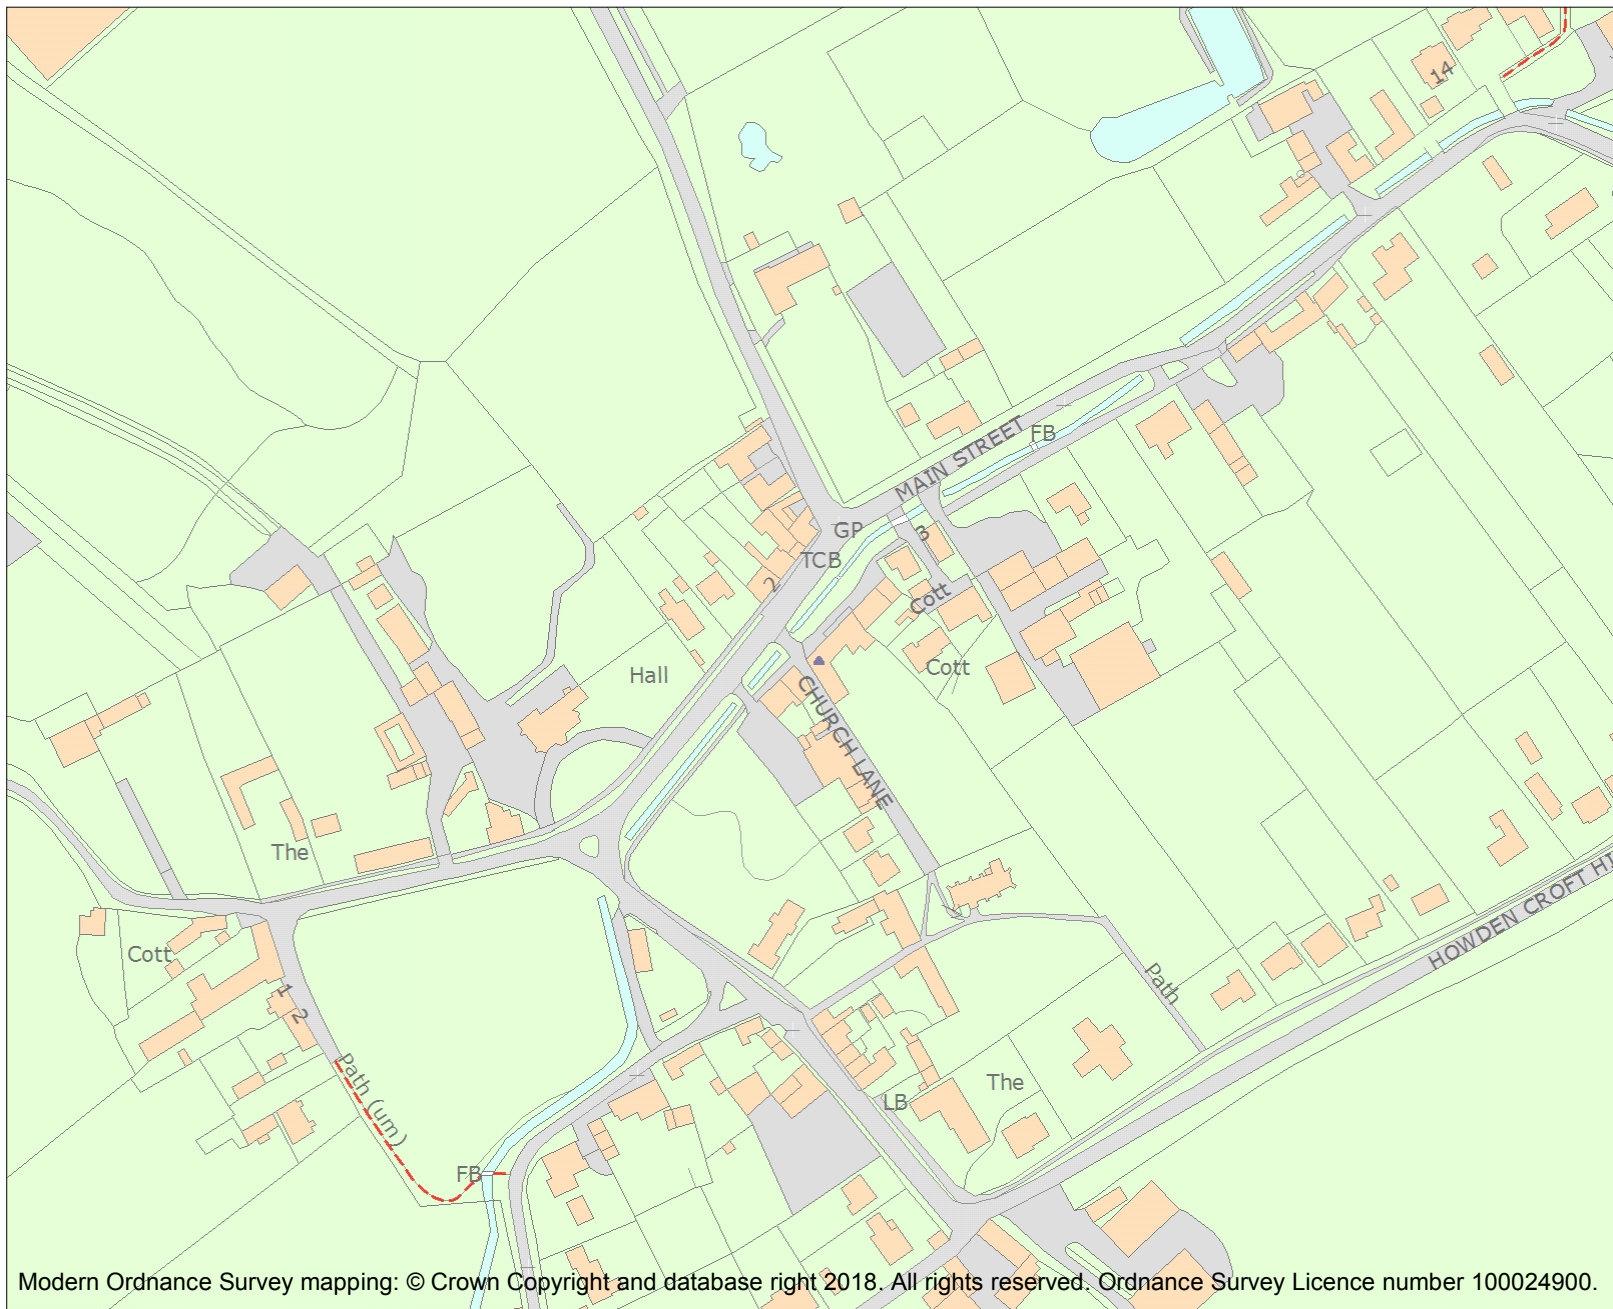 14
MAIN STREET
FB
GP
TCB
3
2
Cott
Cott
Hall
CHURCH LANE
The
Cott
1
2
Path
HOWDEN CROFT HI
Path (um)
The
LB
FB
Modern Ordnance Survey mapping: © Crown Copyright and database right 2018. All rights reserved. Ordnance Survey Licence number 100024900.